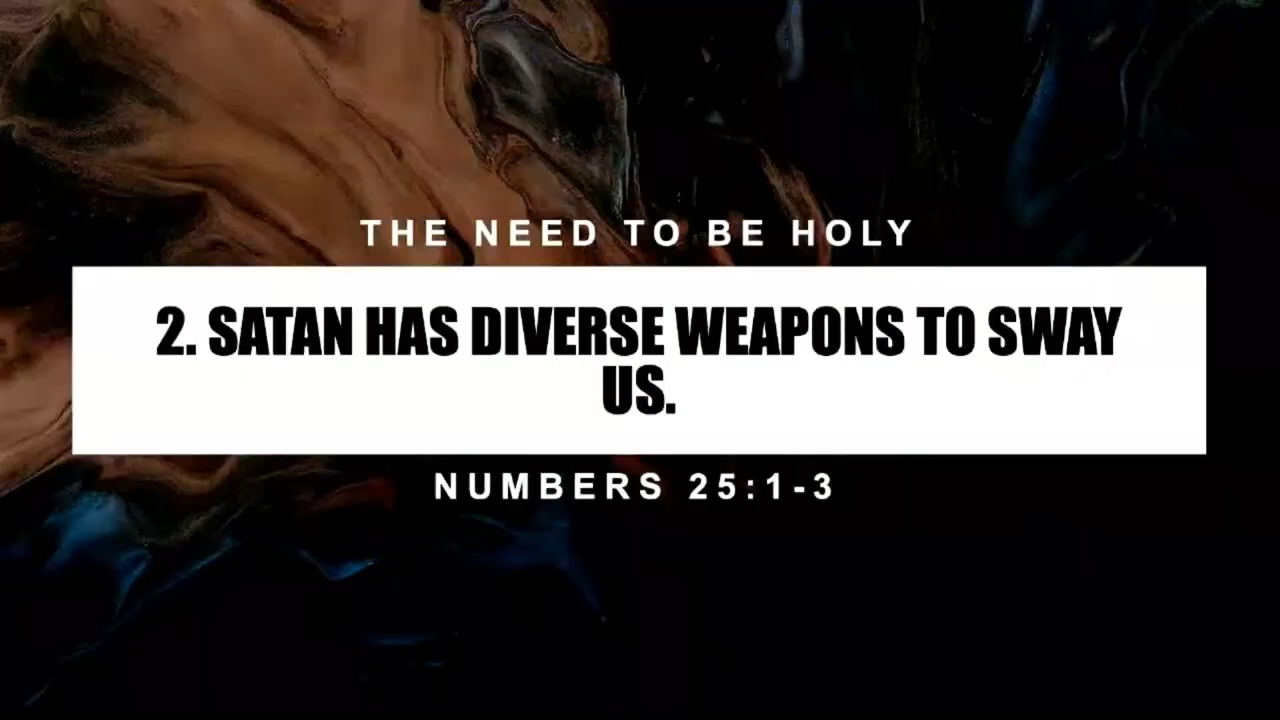 THE NEED TO BE HOLY
2. SATAN HAS DIVERSE WEAPONS TO SWAY
US.
NUMBERS 25:1-3